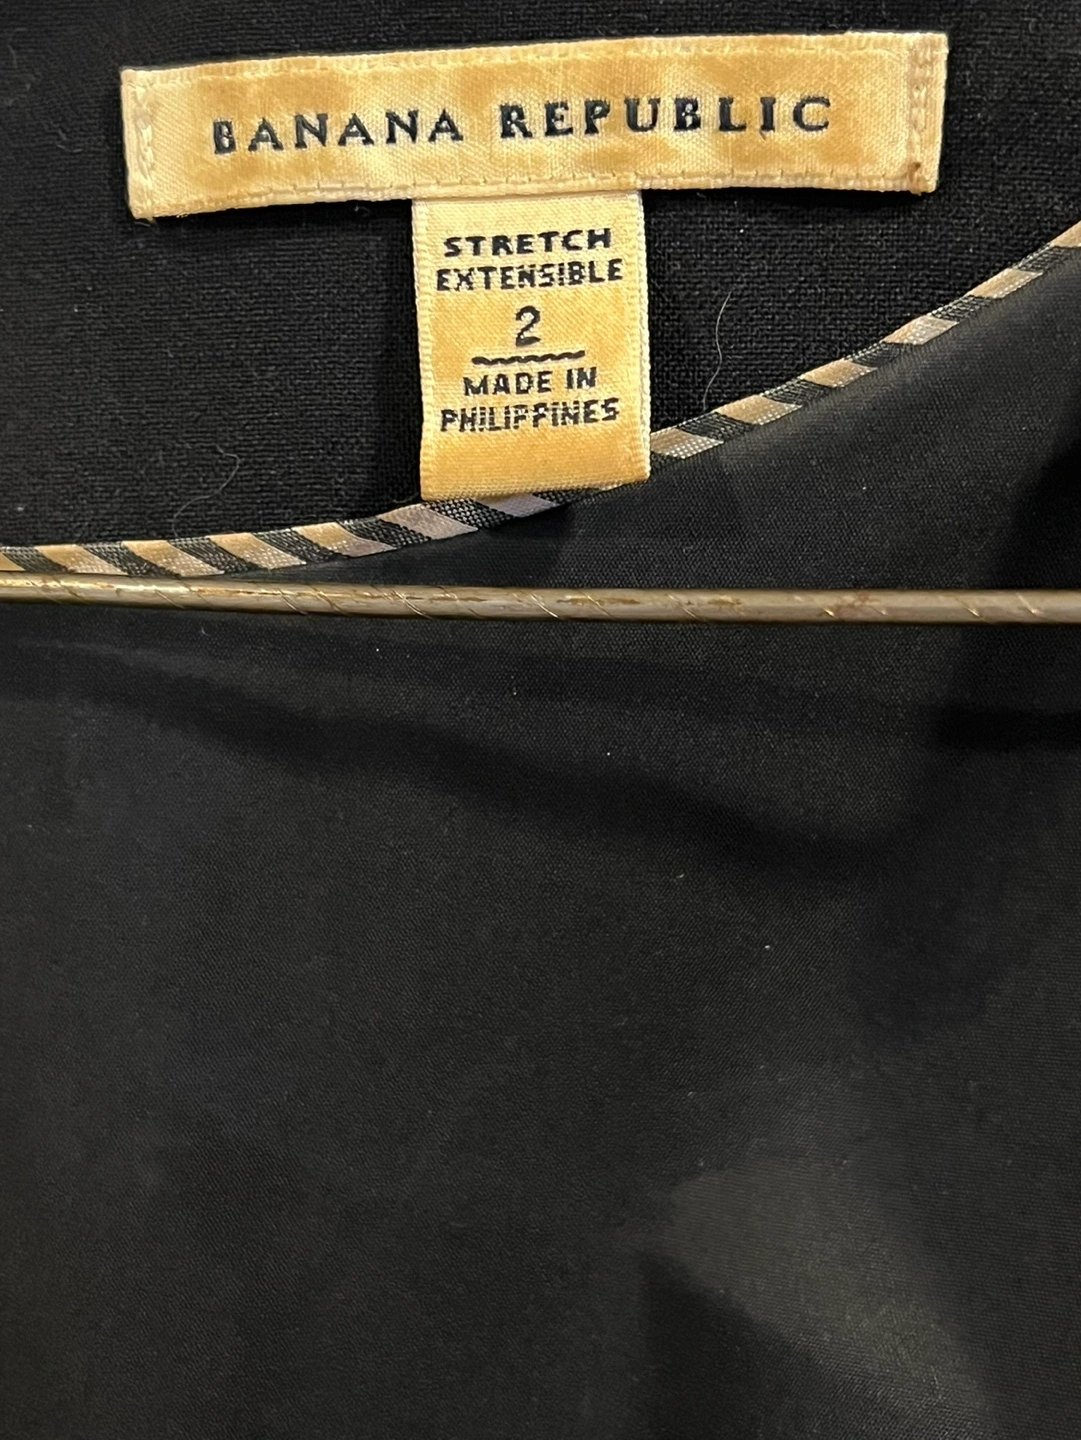 BANANA REPUBLIC
STRETCH
EXTENSIBLE
2
MADE IN
PHILIPPINES